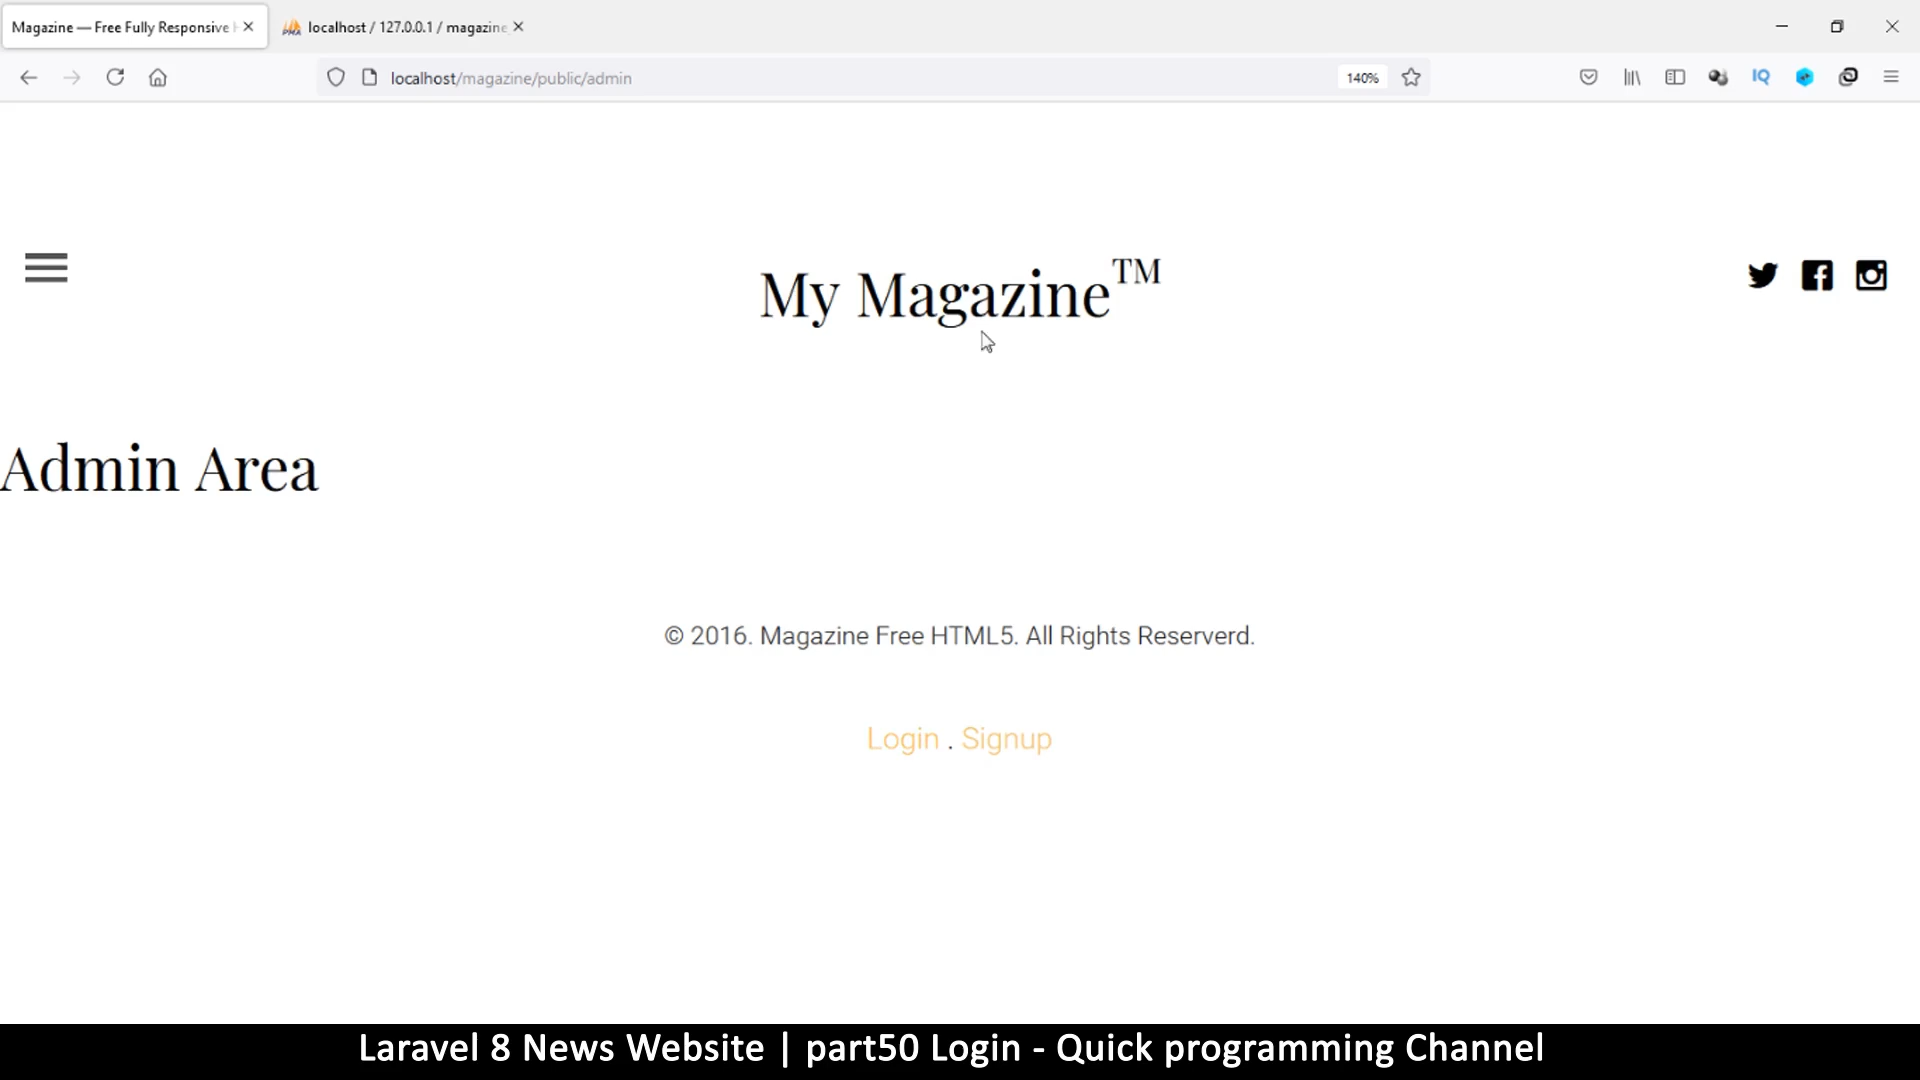 Magazine — Free Fully Responsive
localhost / 127.0.0.1 / magazine
localhost/magazine/public/admin
140%
IQ
My Magazine™
Admin Area
© 2016. Magazine Free HTML5. All Rights Reserverd.
Login . Signup
Laravel 8 News Website | part50 Login - Quick programming Channel